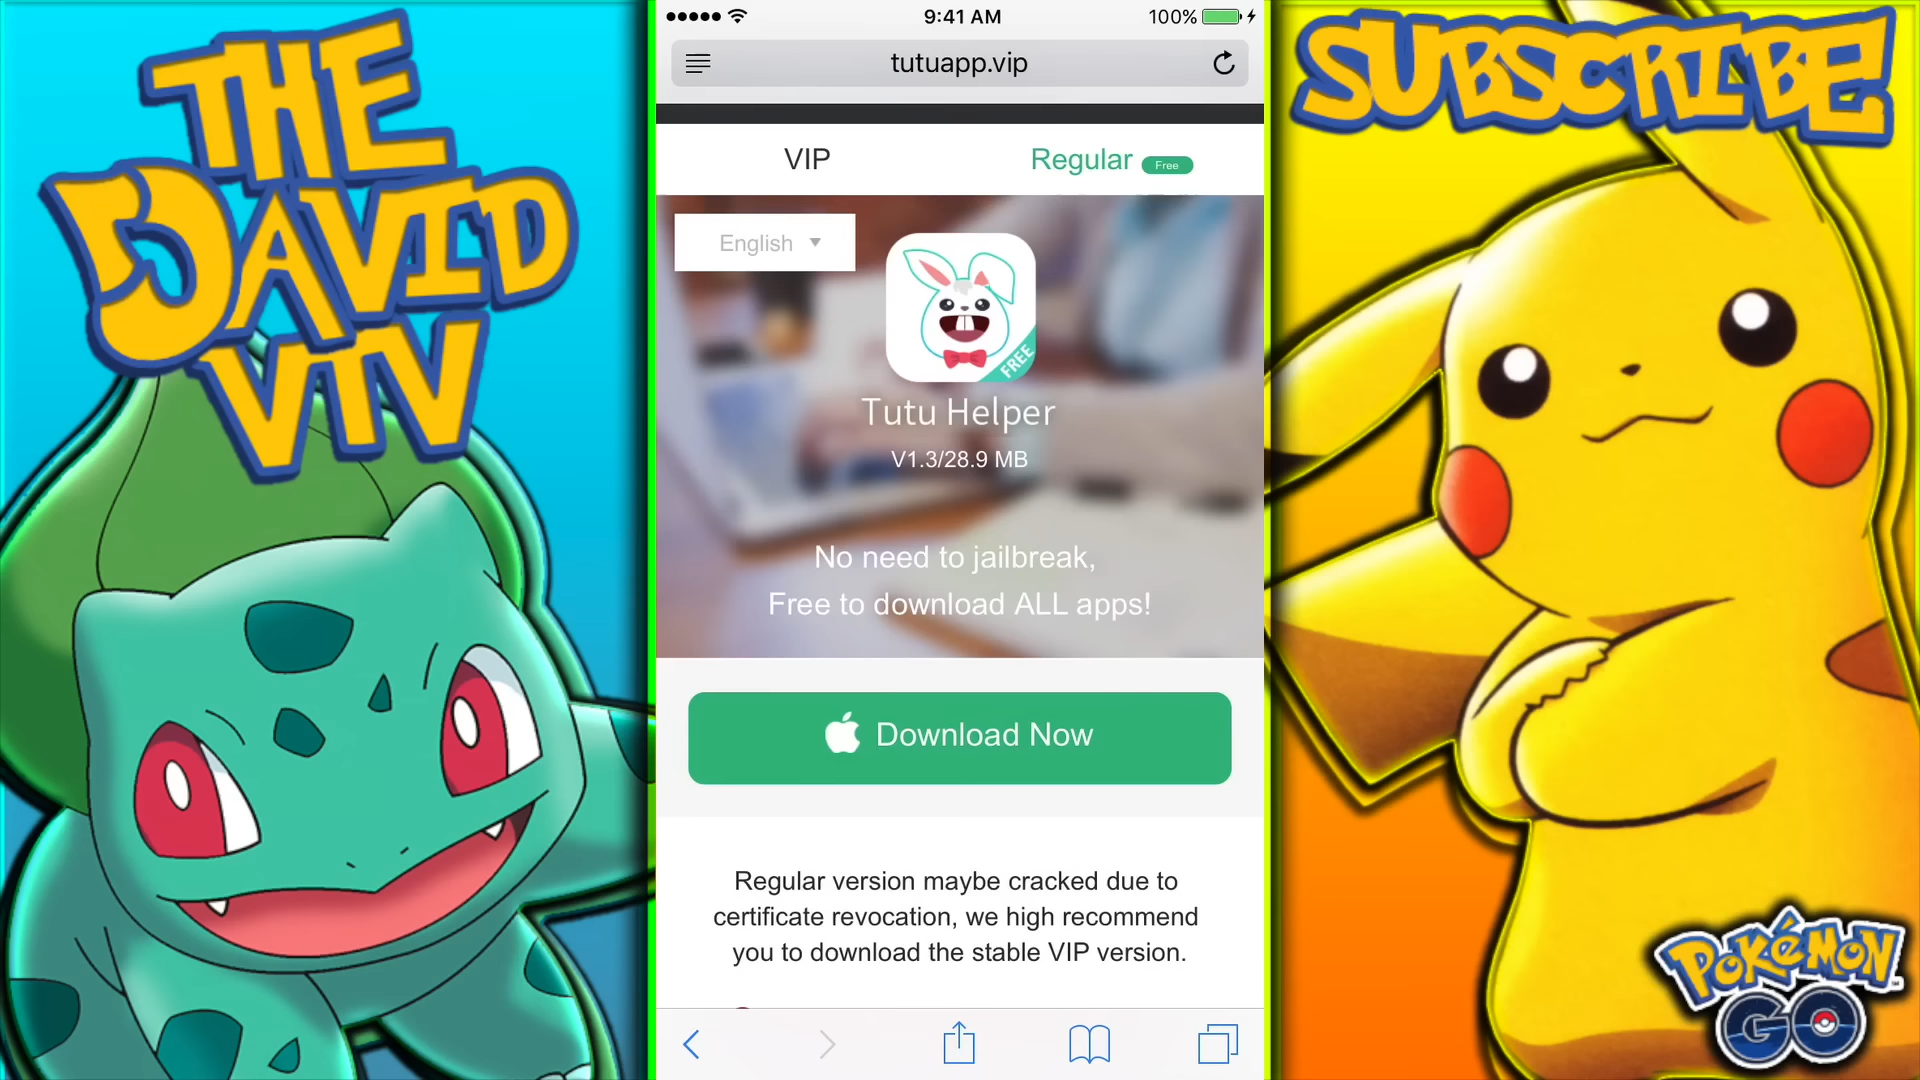 THE
DAVID
VTV
9:41 AM
100%
tutuapp.vip
VIP
Regular Free
English
FREE
Tutu Helper
V1.3/28.9 MB
No need to jailbreak,
Free to download ALL apps!
Download Now
Regular version maybe cracked due to
certificate revocation, we high recommend
you to download the stable VIP version.
SUBSCRIBE
POKÉMON
GO